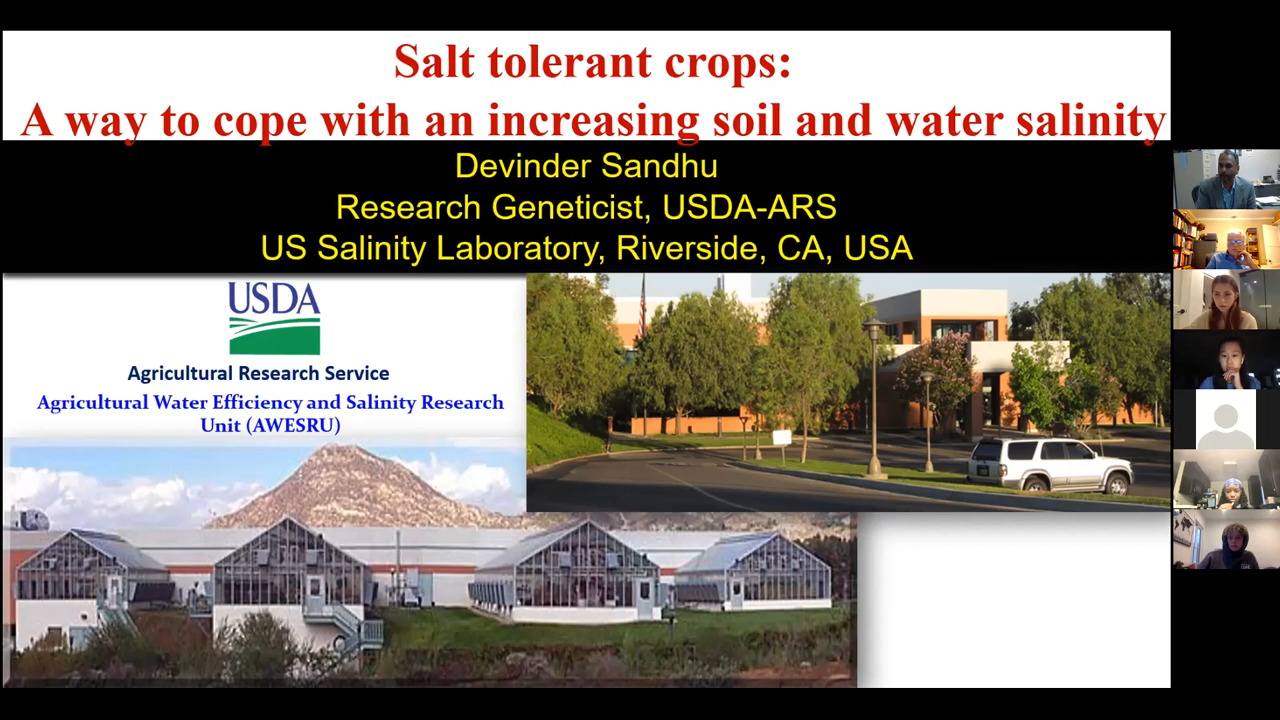 Salt tolerant crops:
A way to cope with an increasing soil and water salinity
Devinder Sandhu
Research Geneticist, USDA-ARS
US Salinity Laboratory, Riverside, CA, USA
USDA
Agricultural Research Service
Agricultural Water Efficiency and Salinity Research
Unit (AWESRU)